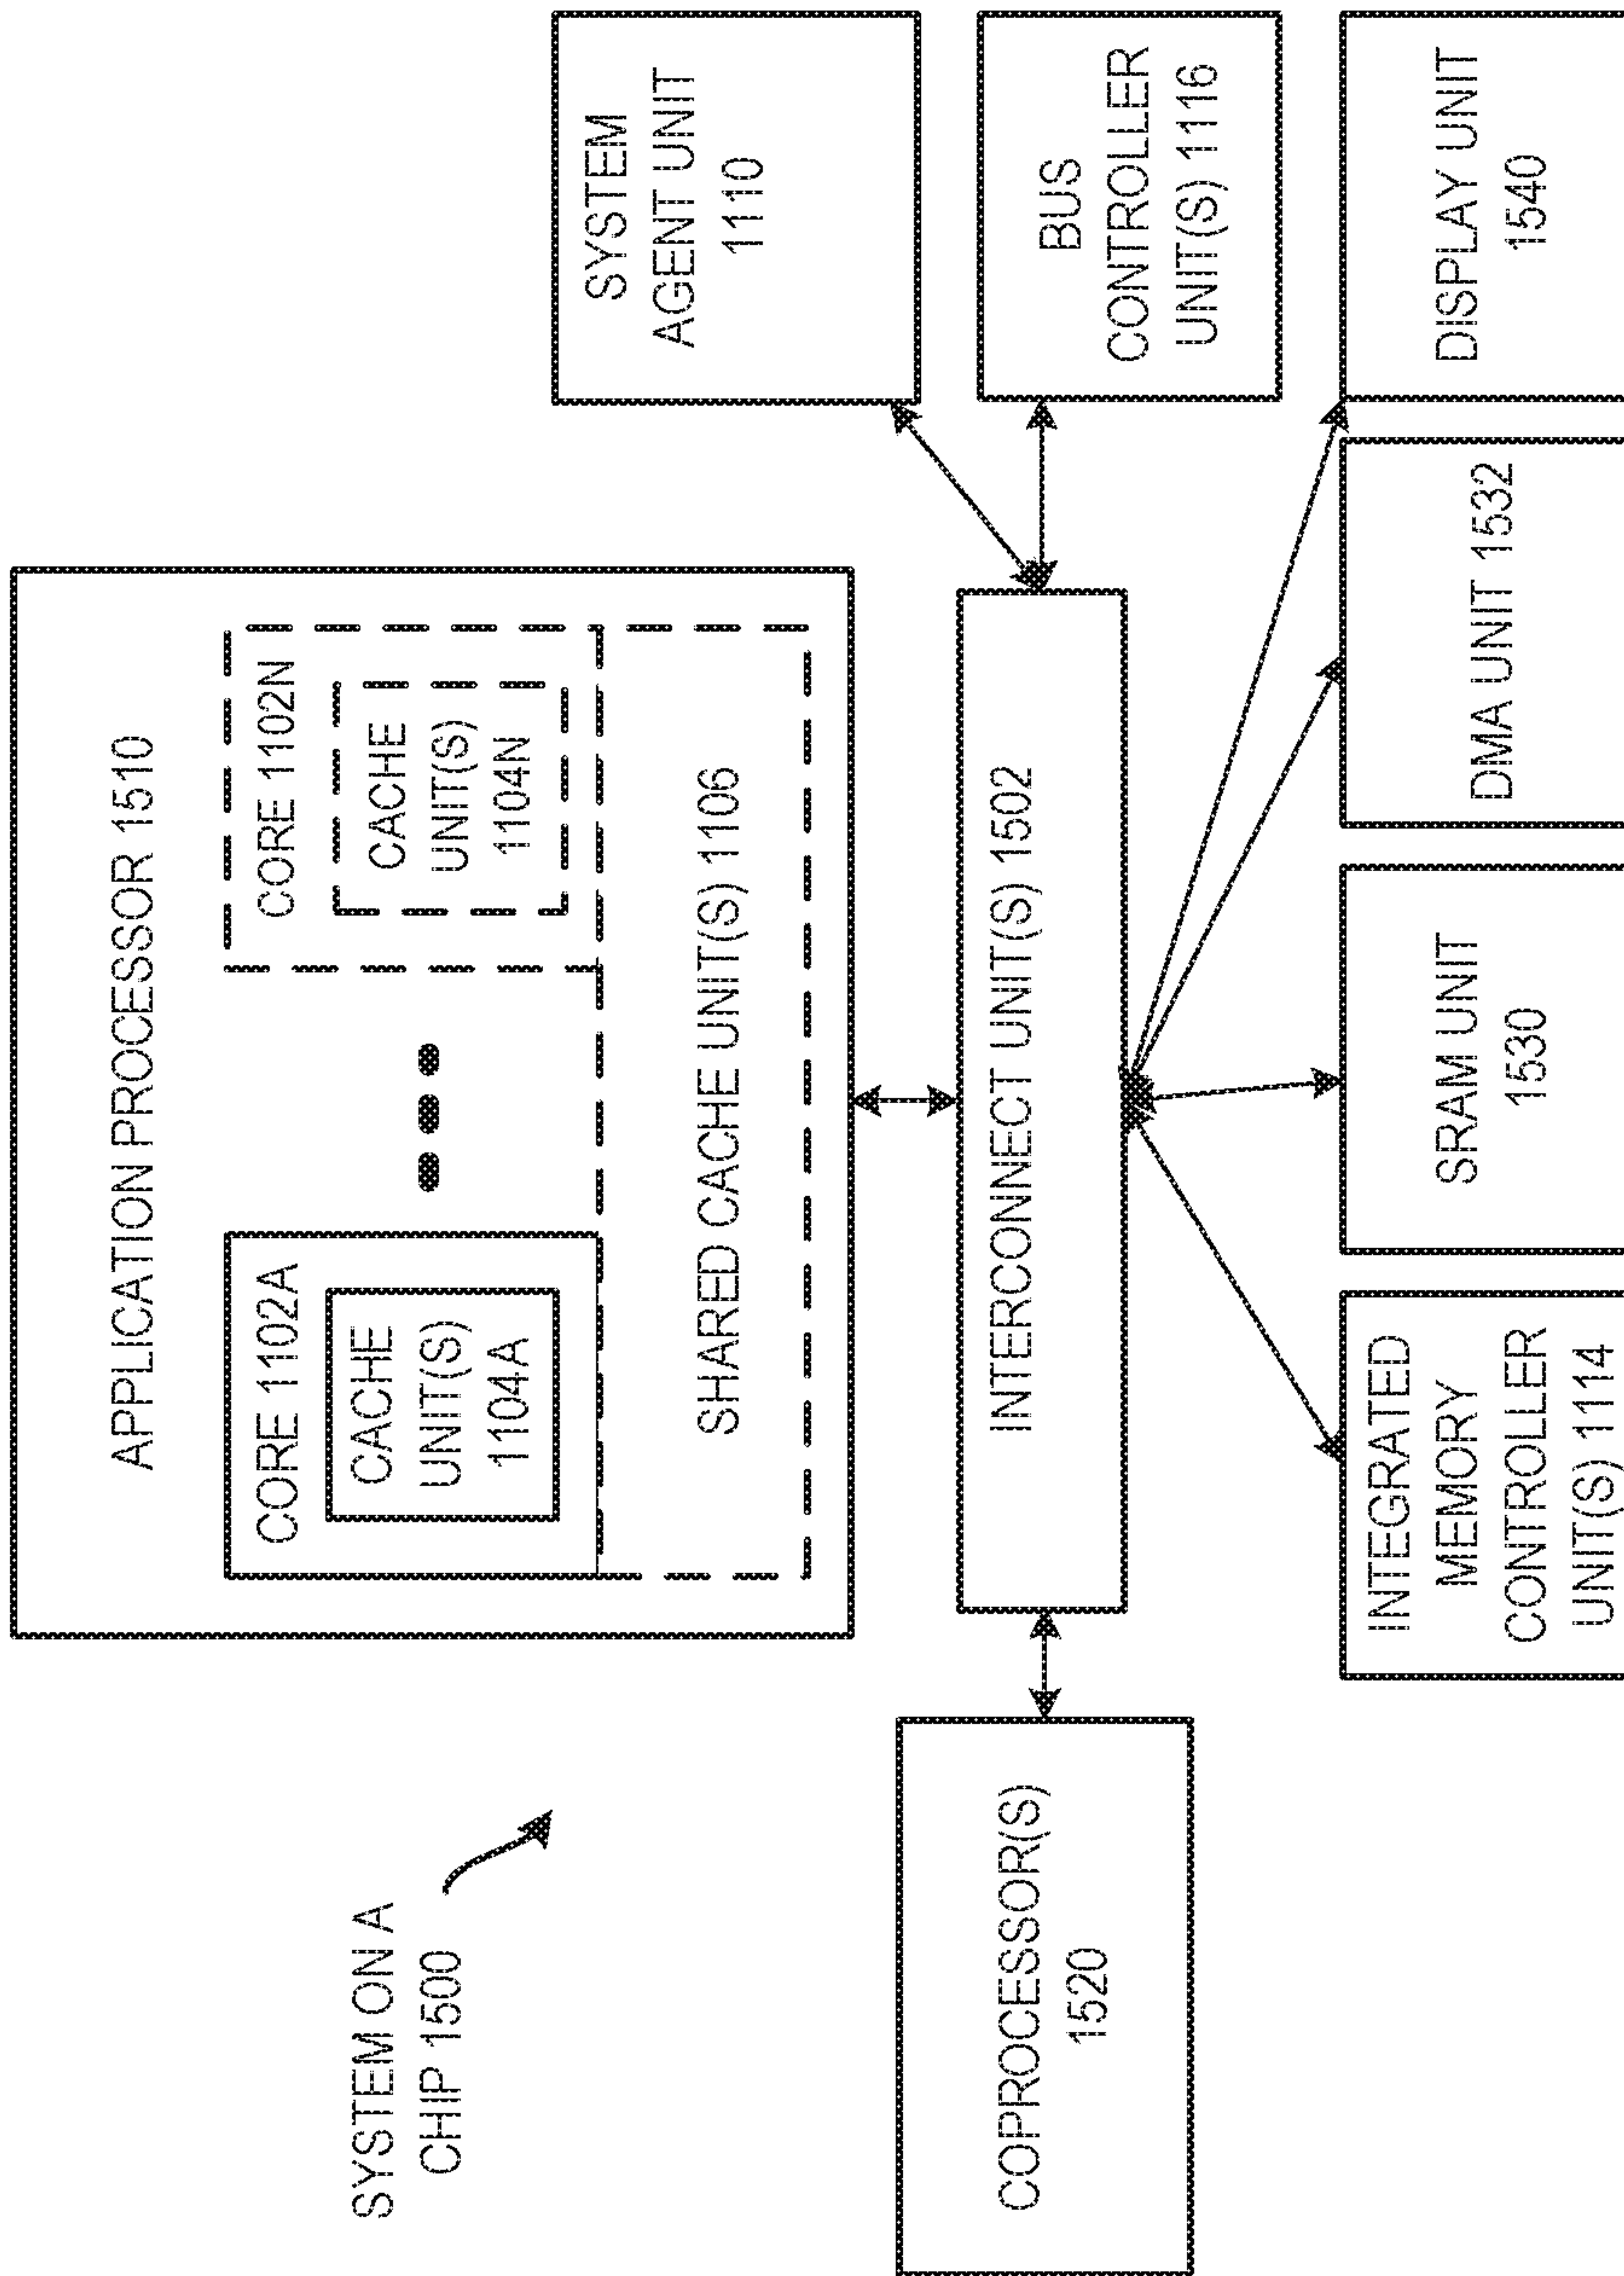 SYSTEM ON A
CHIP 1500
APPLICATION PROCESSOR 1510
CORE 1102A
CACHE
UNIT(S)
1104A
CORE 1102N
CACHE
UNIT(S)
1104N
SHARED CACHE UNIT(S) 1106
SYSTEM
AGENT UNIT
1110
COPROCESSOR(S)
1520
INTERCONNECT UNIT(S) 1502
BUS
CONTROLLER
UNIT(S) 1116
INTEGRATED
MEMORY
CONTROLLER
UNIT(S) 1114
SRAM UNIT
1530
DMA UNIT 1532
DISPLAY UNIT
1540